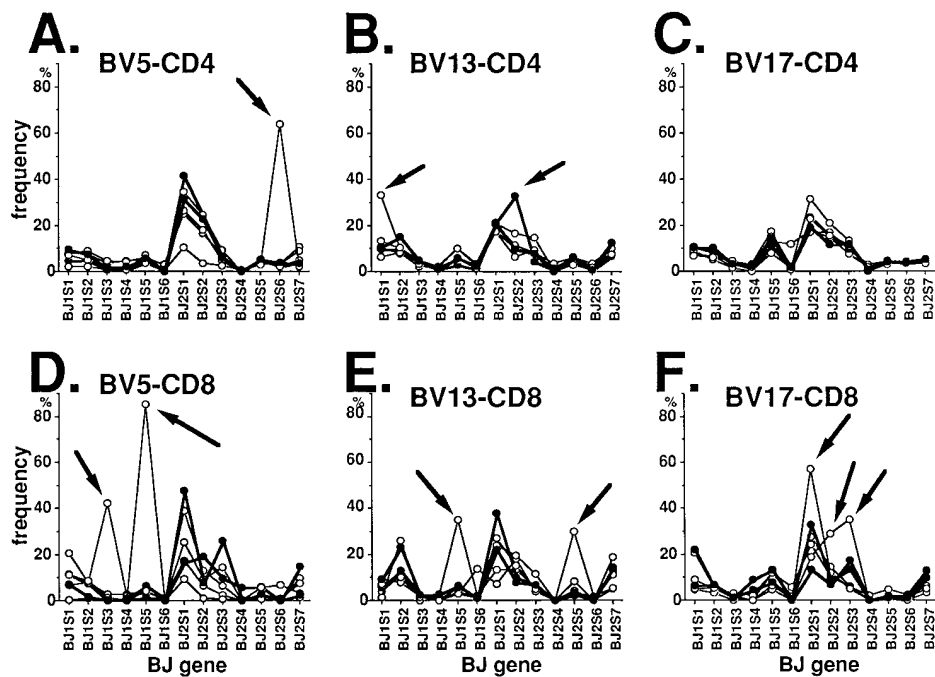 A. B. C.
BV5-CD4 BV13-CD4 BV17-CD4
% % %
80 80 80
60 60 60
40 40 40
20 20 20
0 0 0
frequency
BJ1S1 BJ1S2 BJ1S3 BJ1S4 BJ1S5 BJ1S6 BJ2S1 BJ2S2 BJ2S3 BJ2S4 BJ2S5 BJ2S6 BJ2S7
BJ1S1 BJ1S2 BJ1S3 BJ1S4 BJ1S5 BJ1S6 BJ2S1 BJ2S2 BJ2S3 BJ2S4 BJ2S5 BJ2S6 BJ2S7
BJ1S1 BJ1S2 BJ1S3 BJ1S4 BJ1S5 BJ1S6 BJ2S1 BJ2S2 BJ2S3 BJ2S4 BJ2S5 BJ2S6 BJ2S7
D. E. F.
BV5-CD8 BV13-CD8 BV17-CD8
% % %
80 80 80
60 60 60
40 40 40
20 20 20
0 0 0
frequency
BJ1S1 BJ1S2 BJ1S3 BJ1S4 BJ1S5 BJ1S6 BJ2S1 BJ2S2 BJ2S3 BJ2S4 BJ2S5 BJ2S6 BJ2S7
BJ1S1 BJ1S2 BJ1S3 BJ1S4 BJ1S5 BJ1S6 BJ2S1 BJ2S2 BJ2S3 BJ2S4 BJ2S5 BJ2S6 BJ2S7
BJ1S1 BJ1S2 BJ1S3 BJ1S4 BJ1S5 BJ1S6 BJ2S1 BJ2S2 BJ2S3 BJ2S4 BJ2S5 BJ2S6 BJ2S7
BJ gene BJ gene BJ gene